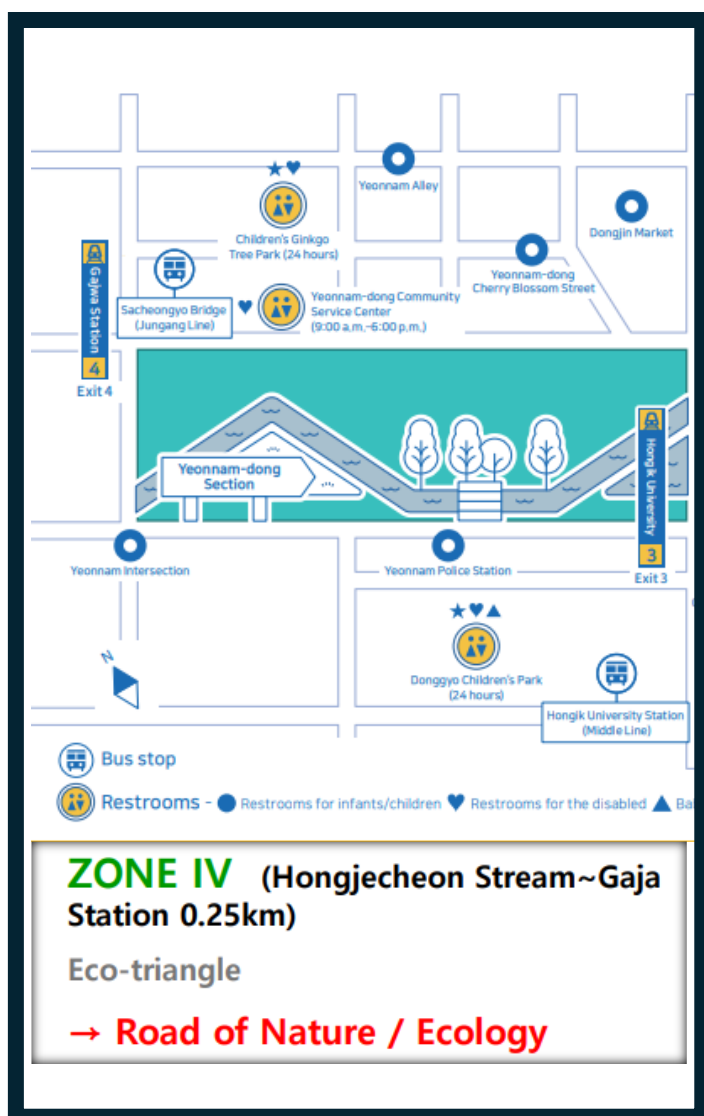 Yeonnam Alley
Dongjin Market
Children's Ginkgo
Tree Park (24 hours)
Yeonnam-dong
Cherry Blossom Street
Gajwa Station
4
Exit 4
Sacheongyo Bridge
(Jungang Line)
Yeonnam-dong Community
Service Center
(9:00 a.m.-6:00 p.m.)
Yeonnam-dong
Section
Hongik University
3
Exit 3
Yeonnam Intersection
Yeonnam Police Station
N
Donggyo Children's Park
(24 hours)
Hongik University Station
(Middle Line)
Bus stop
Restrooms - Restrooms for infants/children Restrooms for the disabled
ZONE IV (Hongjecheon Stream~Gaja
Station 0.25km)
Eco-triangle
→ Road of Nature / Ecology